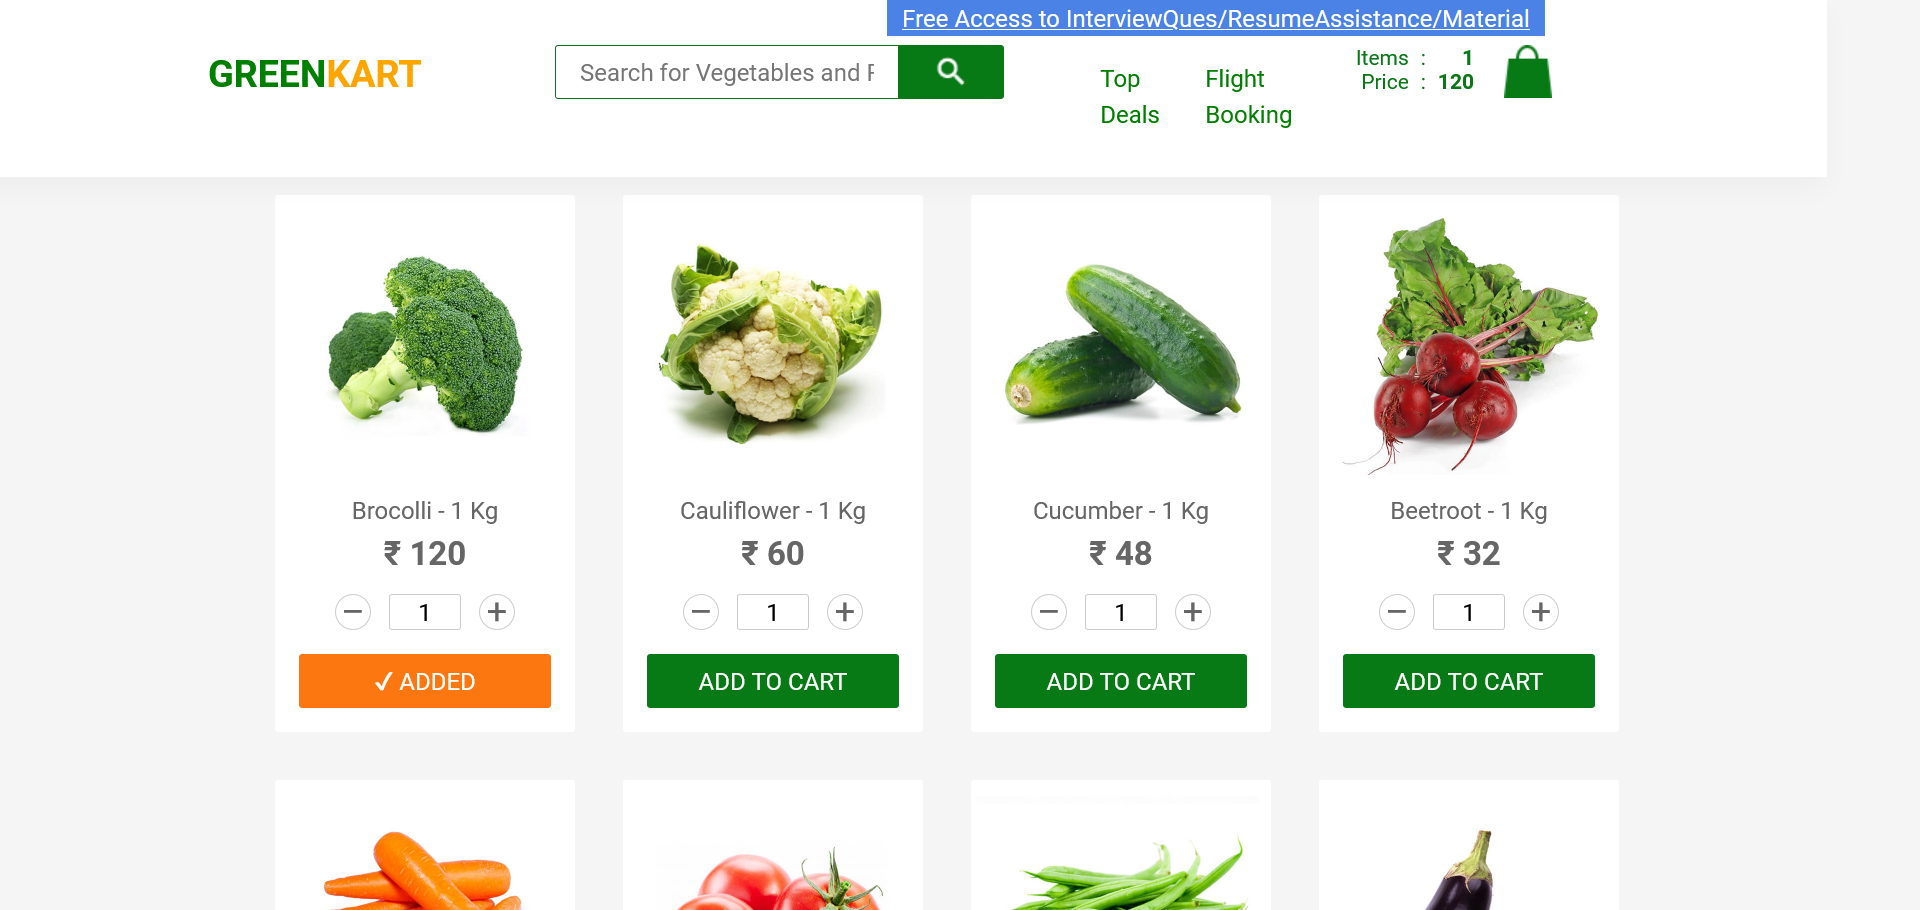 Free Access to InterviewQues/ResumeAssistance/Material
GREENKART
Search for Vegetables and F
Top
Deals
Flight
Booking
Items : 1
Price : 120
Brocolli - 1 Kg
₹ 120
– 1 +
✓ ADDED
Cauliflower - 1 Kg
₹ 60
– 1 +
ADD TO CART
Cucumber - 1 Kg
₹ 48
– 1 +
ADD TO CART
Beetroot - 1 Kg
₹ 32
– 1 +
ADD TO CART